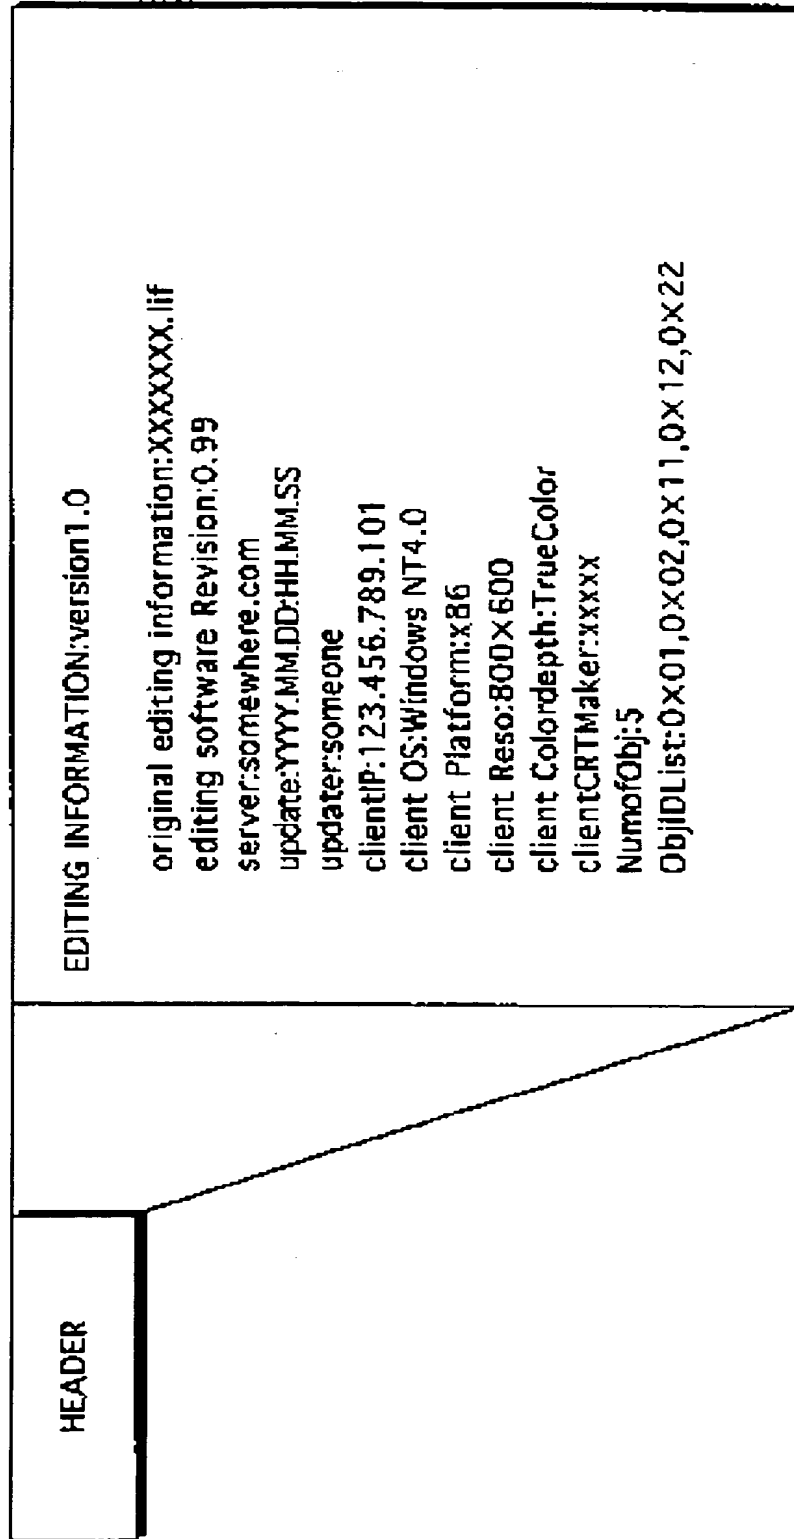 HEADER
EDITING INFORMATION:version1.0
original editing information:XXXXXXX.lif
editing software Revision:0.99
server:somewhere.com
update:YYYY.MM.DD:HH.MM.SS
updater:someone
clientIP:123.456.789.101
client OS:Windows NT4.0
client Platform:x86
client Reso:800×600
client Colordepth:TrueColor
clientCRTMaker:xxxxx
NumofObj:5
ObjIDList:0×01,0×02,0×11,0×12,0×22